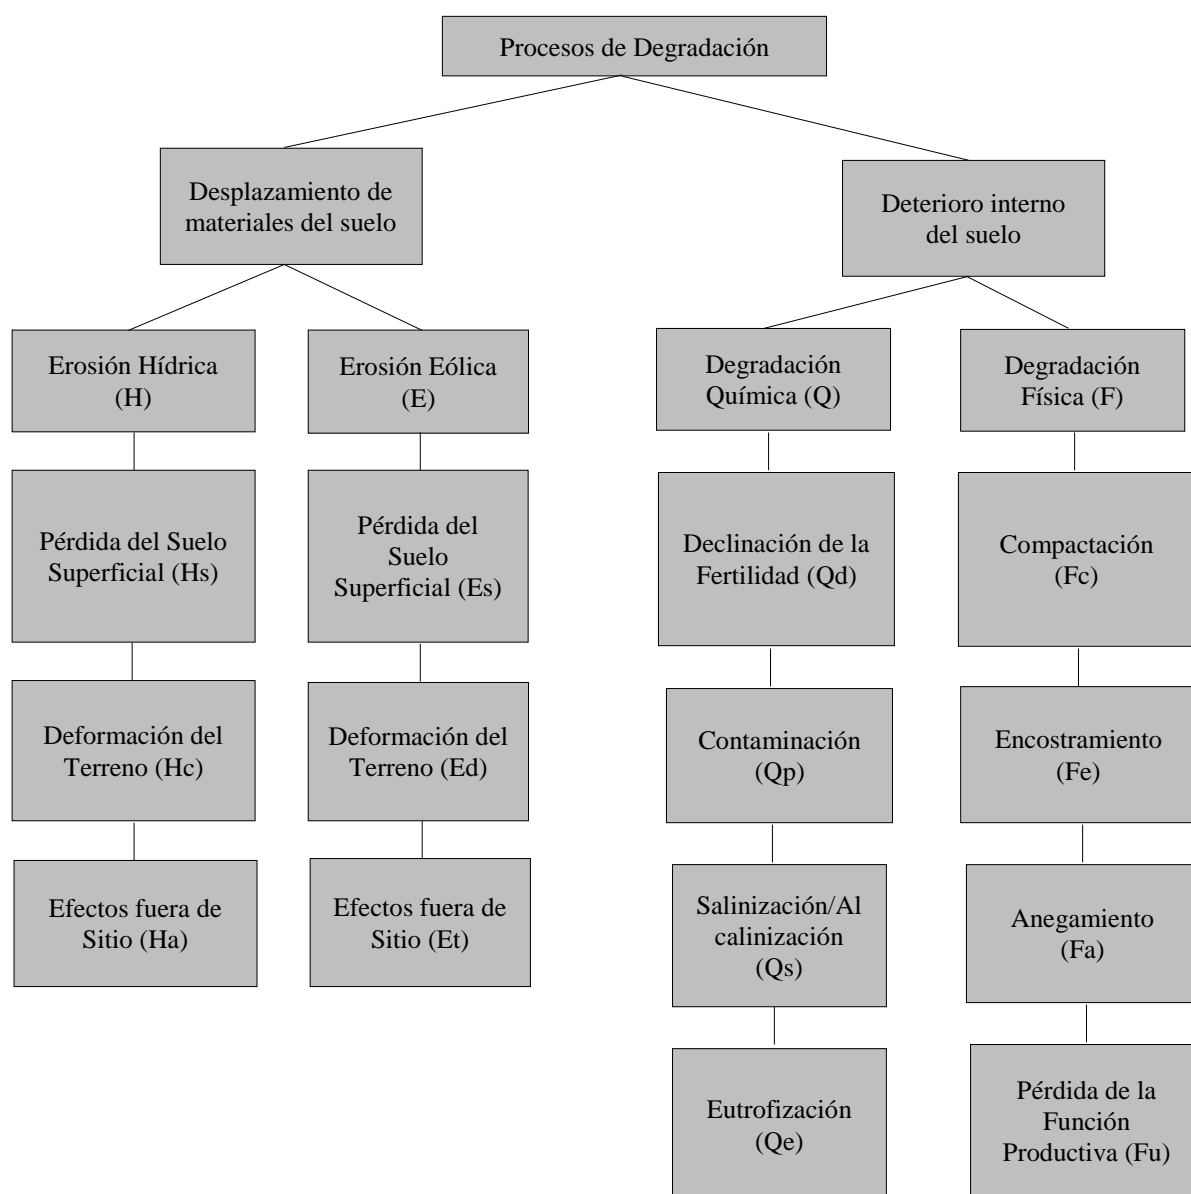 Procesos de Degradación
Desplazamiento de
materiales del suelo
Deterioro interno
del suelo
Erosión Hídrica
(H)
Erosión Eólica
(E)
Degradación
Química (Q)
Degradación
Física (F)
Pérdida del Suelo
Superficial (Hs)
Pérdida del
Suelo
Superficial (Es)
Declinación de la
Fertilidad (Qd)
Compactación
(Fc)
Deformación del
Terreno (Hc)
Deformación del
Terreno (Ed)
Contaminación
(Qp)
Encostramiento
(Fe)
Efectos fuera de
Sitio (Ha)
Efectos fuera de
Sitio (Et)
Salinización/Al
calinización
(Qs)
Anegamiento
(Fa)
Eutrofización
(Qe)
Pérdida de la
Función
Productiva (Fu)